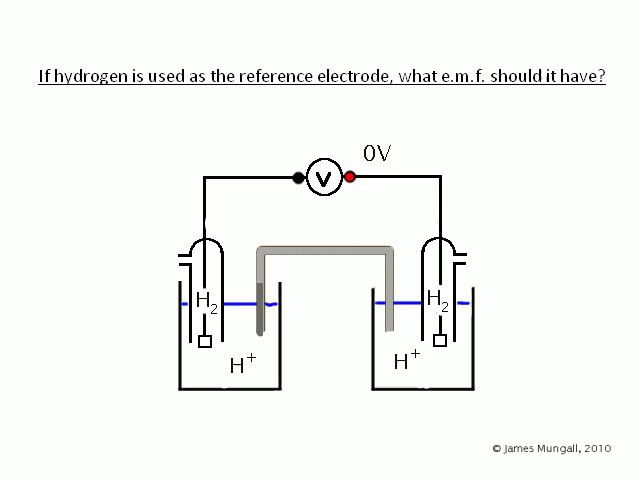 If hydrogen is used as the reference electrode, what e.m.f. should it have?
0V
V
H2
H2
H+
H+
© James Mungall, 2010